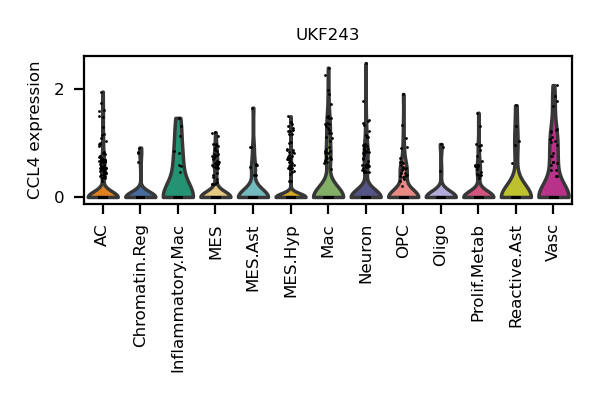 UKF243
CCL4 expression
2
0
AC
Chromatin.Reg
Inflammatory.Mac
MES
MES.Ast
MES.Hyp
Mac
Neuron
OPC
Oligo
Prolif.Metab
Reactive.Ast
Vasc